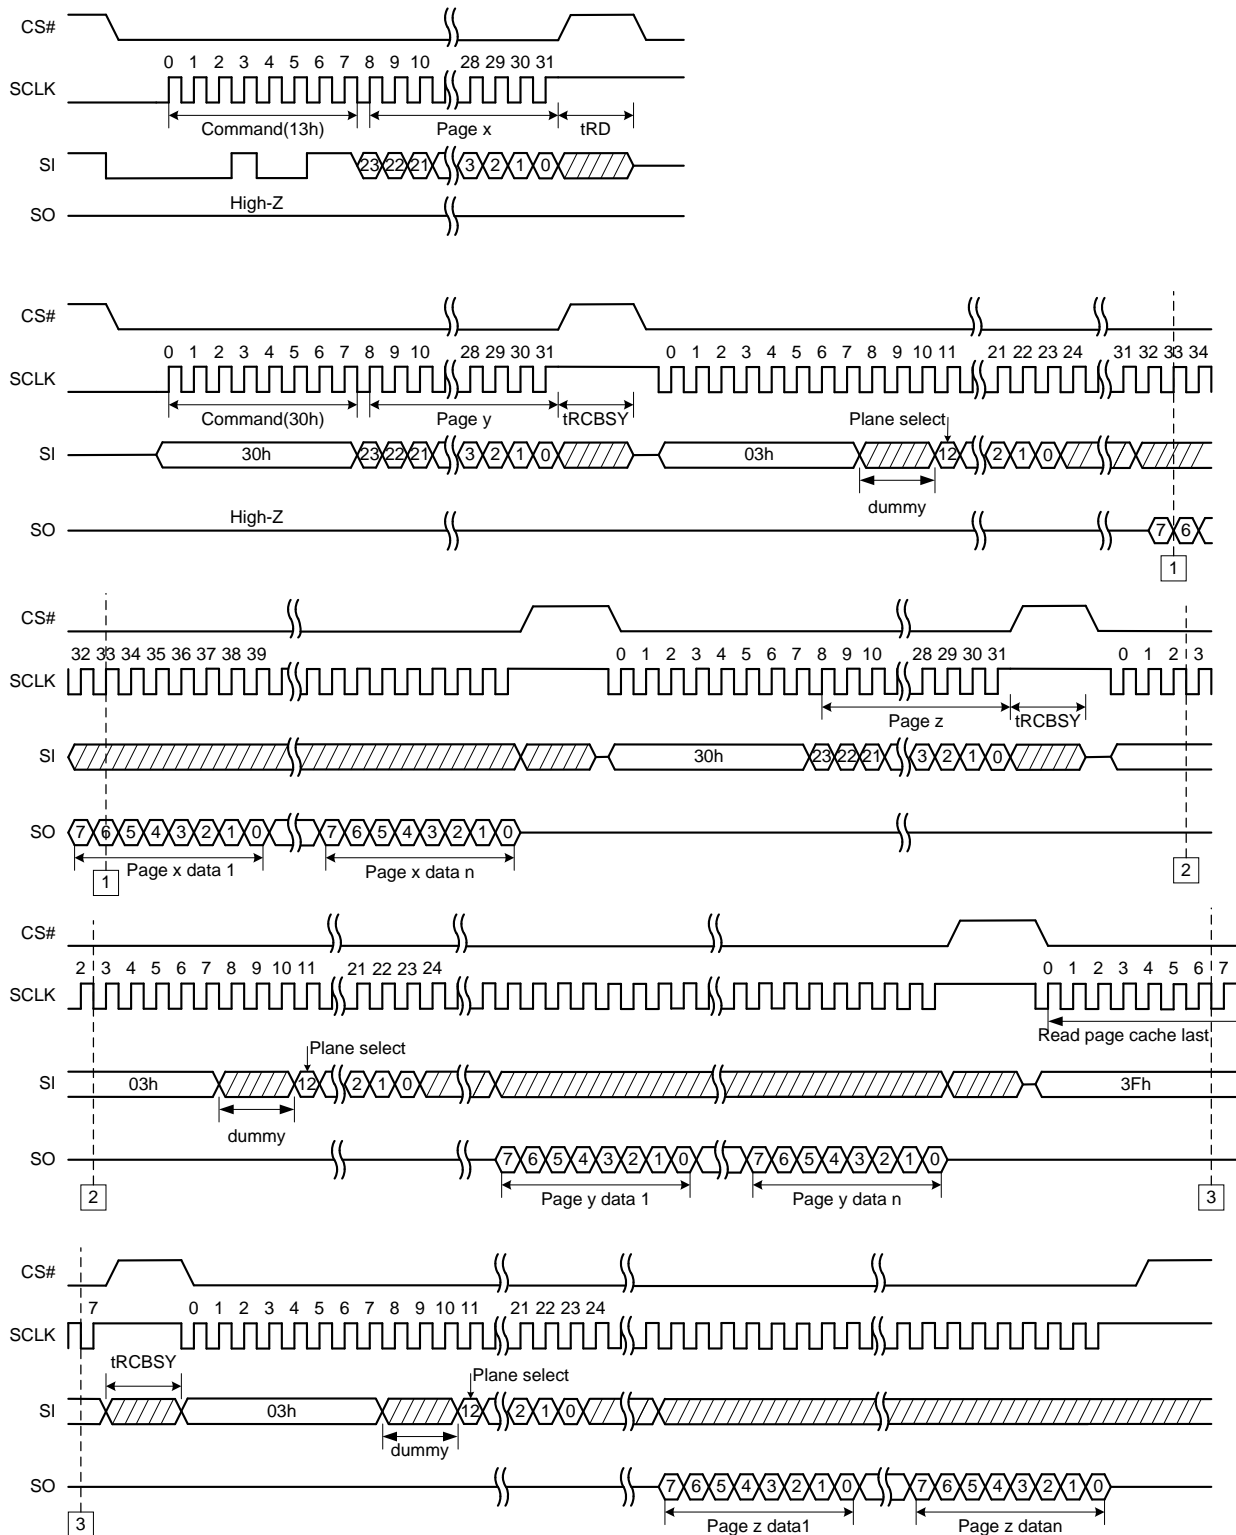 CS#
0 1 2 3 4 5 6 7 8 9 10 28 29 30 31
SCLK
Command(13h) Page x tRD
SI 23 22 21 3 2 1 0
High-Z
SO
CS#
0 1 2 3 4 5 6 7 8 9 10 28 29 30 31 0 1 2 3 4 5 6 7 8 9 10 11 21 22 23 24 31 32 33 34
SCLK
Command(30h) Page y tRCBSY Plane select
SI 30h 23 22 21 3 2 1 0 03h 12 2 1 0
dummy
High-Z
SO 7 6
1
CS#
32 33 34 35 36 37 38 39 0 1 2 3 4 5 6 7 8 9 10 28 29 30 31 0 1 2 3
SCLK
Page z tRCBSY
SI 30h 23 22 21 3 2 1 0
SO 7 6 5 4 3 2 1 0 7 6 5 4 3 2 1 0
Page x data 1 Page x data n
1 2
CS#
2 3 4 5 6 7 8 9 10 11 21 22 23 24 0 1 2 3 4 5 6 7
SCLK
Read page cache last
Plane select
SI 03h 12 2 1 0 3Fh
dummy
SO 7 6 5 4 3 2 1 0 7 6 5 4 3 2 1 0
Page y data 1 Page y data n
2 3
CS#
7 0 1 2 3 4 5 6 7 8 9 10 11 21 22 23 24
SCLK
tRCBSY Plane select
SI 03h 12 2 1 0
dummy
SO 7 6 5 4 3 2 1 0 7 6 5 4 3 2 1 0
Page z data1 Page z datan
3